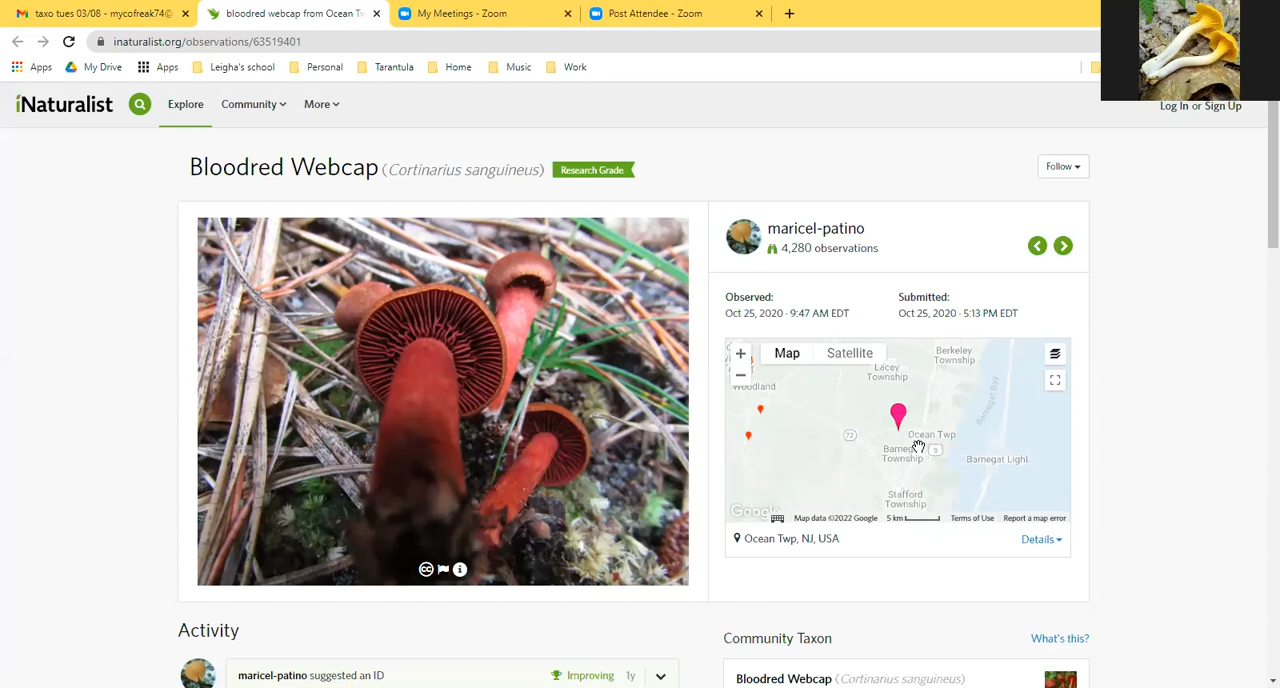 taxo tues 03/08 - mycofreak74@
bloodred webcap from Ocean T
My Meetings - Zoom
Post Attendee - Zoom
inaturalist.org/observations/63519401
Apps My Drive Apps Leigha's school Personal Tarantula Home Music Work
iNaturalist Explore Community More
Log In or Sign Up
Bloodred Webcap (Cortinarius sanguineus) Research Grade
Follow
maricel-patino
4,280 observations
Observed: Submitted:
Oct 25, 2020 · 9:47 AM EDT Oct 25, 2020 · 5:13 PM EDT
Map Satellite
Berkeley
Township
Lacey
Township
Woodland
72
Ocean Twp
Township
9
Barnegat Light
Barnegat Bay
Stafford
Township
Google
Map data ©2022 Google 5 km Terms of Use Report a map error
Ocean Twp, NJ, USA Details
Activity
maricel-patino suggested an ID Improving 1y
Community Taxon What's this?
Bloodred Webcap (Cortinarius sanguineus)